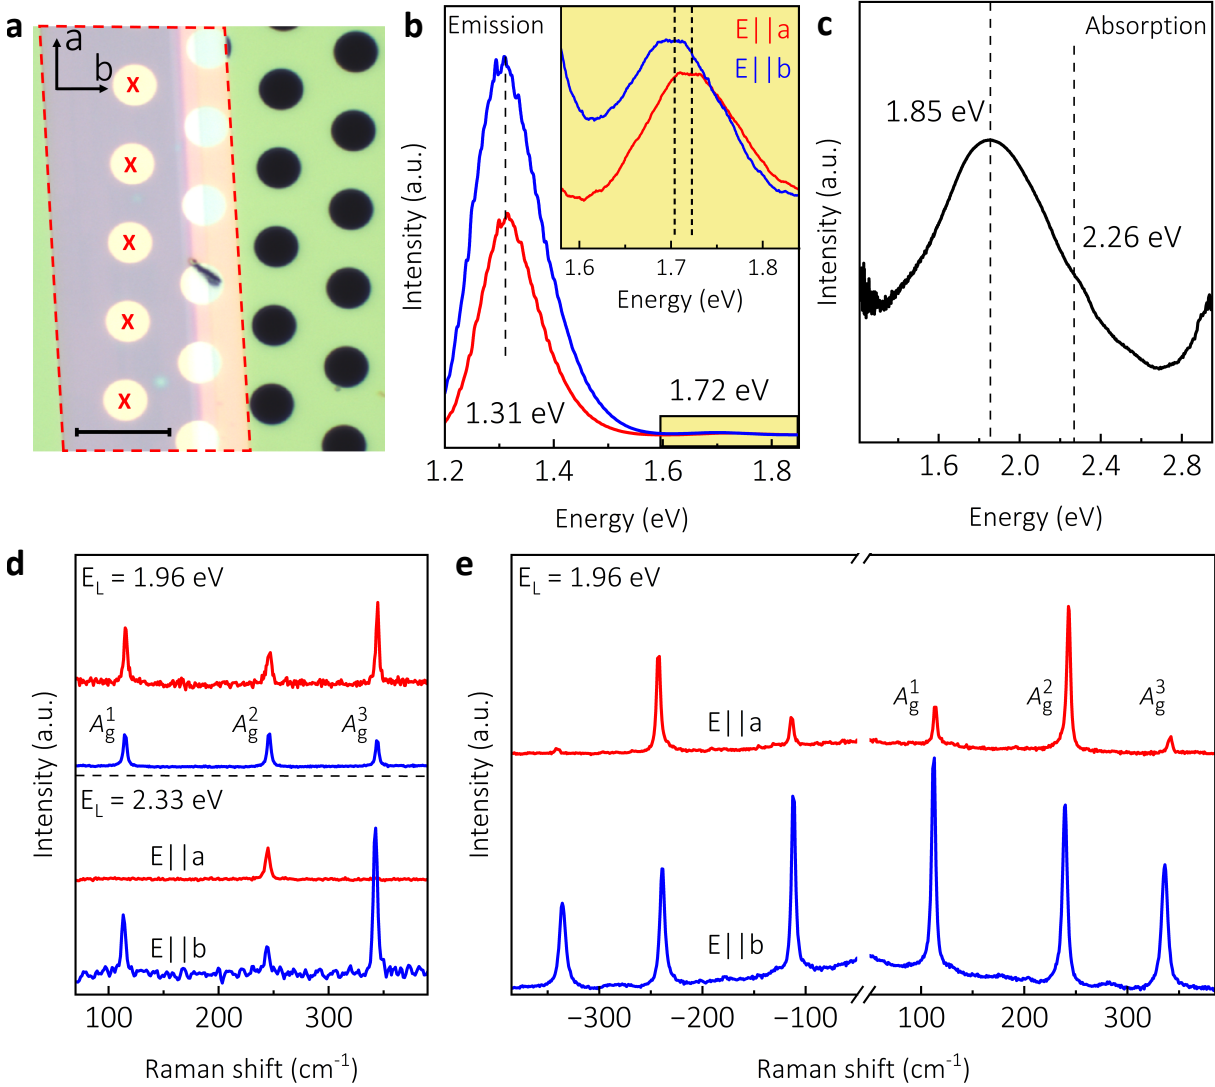 a
a
b
X
X
X
X
X
b
Emission
E||a
E||b
1.6
1.7
1.8
Energy (eV)
1.31 eV
1.72 eV
Intensity (a.u.)
1.2
1.4
1.6
1.8
Energy (eV)
c
Absorption
1.85 eV
2.26 eV
Intensity (a.u.)
1.6
2.0
2.4
2.8
Energy (eV)
d
E_L = 1.96 eV
A_g^1
A_g^2
A_g^3
E_L = 2.33 eV
E||a
E||b
Intensity (a.u.)
100
200
300
Raman shift (cm⁻¹)
e
E_L = 1.96 eV
E||a
A_g^1
A_g^2
A_g^3
E||b
Intensity (a.u.)
−300
−200
−100
100
200
300
Raman shift (cm⁻¹)